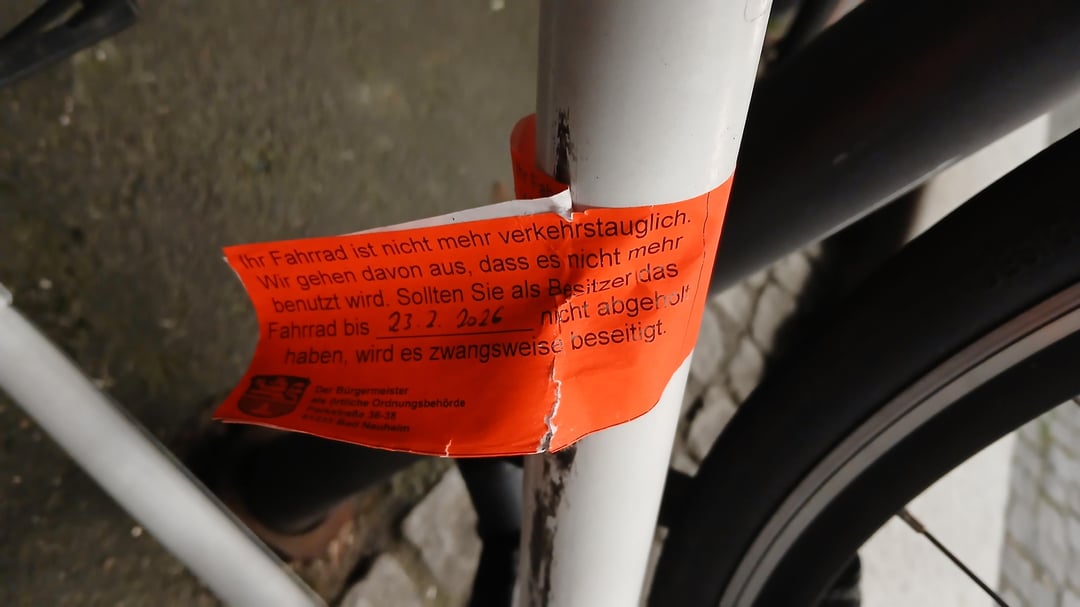 Ihr Fahrrad ist nicht mehr verkehrstauglich.
Wir gehen davon aus, dass es nicht mehr
benutzt wird. Sollten Sie als Besitzer das
Fahrrad bis 23.2.2026 nicht abgeholt
haben, wird es zwangsweise beseitigt.
Der Bürgermeister
als örtliche Ordnungsbehörde
Parkstraße 36-38
61231 Bad Nauheim